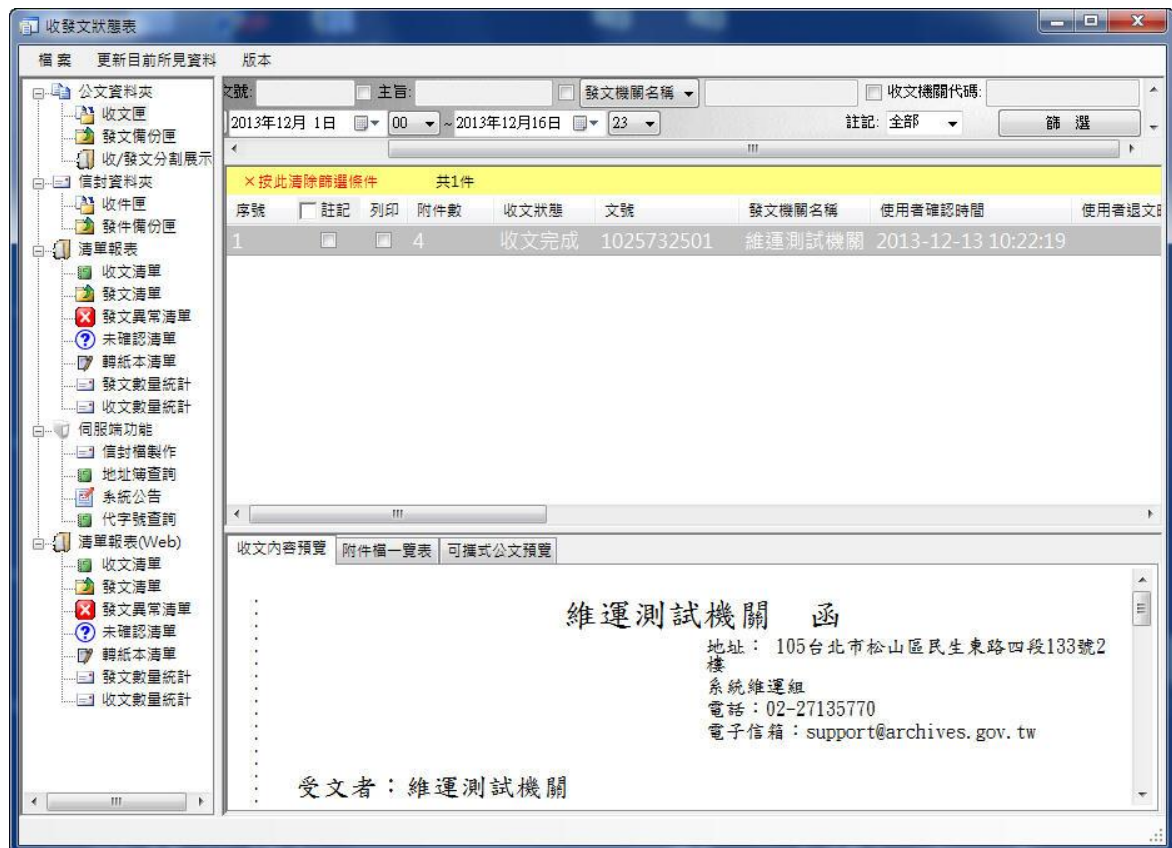 收發文狀態表
檔案 更新目前所見資料 版本
公文資料夾
收文匣
發文備份匣
收/發文分割展示
信封資料夾
收件匣
發件備份匣
清單報表
收文清單
發文清單
發文異常清單
未確認清單
轉紙本清單
發文數量統計
收文數量統計
伺服端功能
信封檔製作
地址簿查詢
系統公告
代字號查詢
清單報表(Web)
收文清單
發文清單
發文異常清單
未確認清單
轉紙本清單
發文數量統計
收文數量統計
文號: 主旨: 發文機關名稱 收文機關代碼:
2013年12月 1日 00 ~ 2013年12月16日 23 註記: 全部 篩 選
×按此清除篩選條件 共1件
序號 註記 列印 附件數 收文狀態 文號 發文機關名稱 使用者確認時間 使用者退文
1 4 收文完成 1025732501 維運測試機關 2013-12-13 10:22:19
收文內容預覽 附件檔一覽表 可攜式公文預覽
維運測試機關 函
地址： 105台北市松山區民生東路四段133號2
樓
系統維運組
電話：02-27135770
電子信箱：support@archives.gov.tw
受文者：維運測試機關